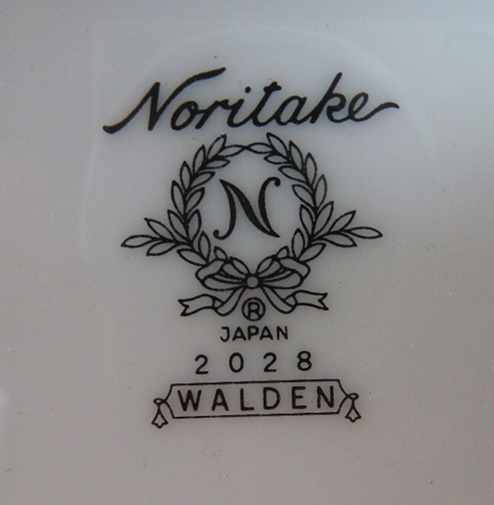 Noritake
N
®
JAPAN
2028
WALDEN